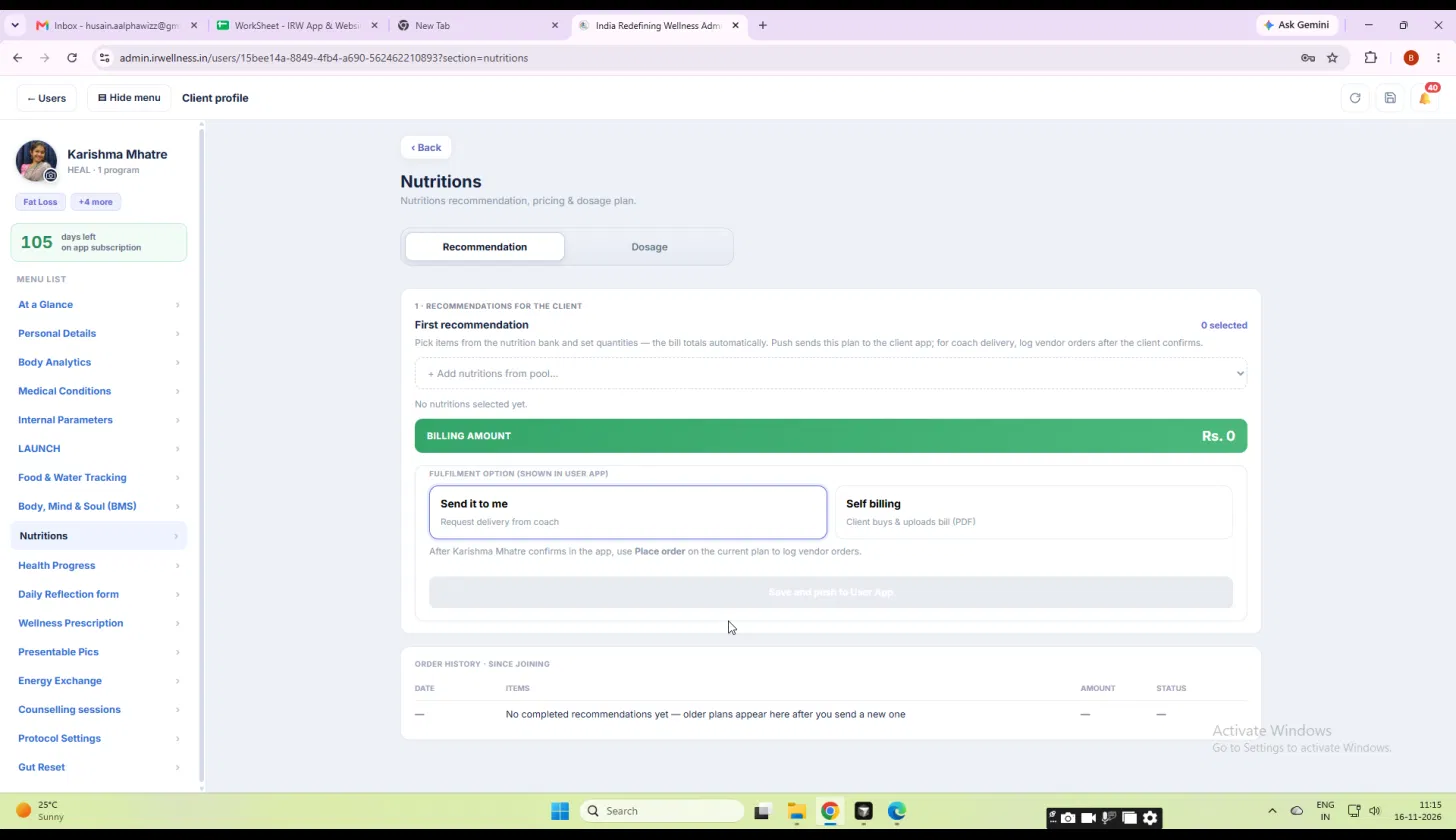 Inbox - husain.aalphawizz@gm
WorkSheet - IRW App & Websi
New Tab
India Redefining Wellness Adm
Ask Gemini
admin.irwellness.in/users/15bee14a-8849-4fb4-a690-562462210893?section=nutritions
B
← Users
Hide menu
Client profile
40
Karishma Mhatre
HEAL · 1 program
Fat Loss
+4 more
105
days left
on app subscription
MENU LIST
At a Glance
Personal Details
Body Analytics
Medical Conditions
Internal Parameters
LAUNCH
Food & Water Tracking
Body, Mind & Soul (BMS)
Nutritions
Health Progress
Daily Reflection form
Wellness Prescription
Presentable Pics
Energy Exchange
Counselling sessions
Protocol Settings
Gut Reset
‹ Back
Nutritions
Nutritions recommendation, pricing & dosage plan.
Recommendation
Dosage
1 · RECOMMENDATIONS FOR THE CLIENT
First recommendation
0 selected
Pick items from the nutrition bank and set quantities — the bill totals automatically. Push sends this plan to the client app; for coach delivery, log vendor orders after the client confirms.
+ Add nutritions from pool...
No nutritions selected yet.
BILLING AMOUNT
Rs. 0
FULFILMENT OPTION (SHOWN IN USER APP)
Send it to me
Request delivery from coach
Self billing
Client buys & uploads bill (PDF)
After Karishma Mhatre confirms in the app, use Place order on the current plan to log vendor orders.
Save and push to User App
ORDER HISTORY · SINCE JOINING
DATE
ITEMS
AMOUNT
STATUS
—
No completed recommendations yet — older plans appear here after you send a new one
—
—
Activate Windows
Go to Settings to activate Windows.
25°C
Sunny
Search
ENG
IN
11:15
16-11-2026